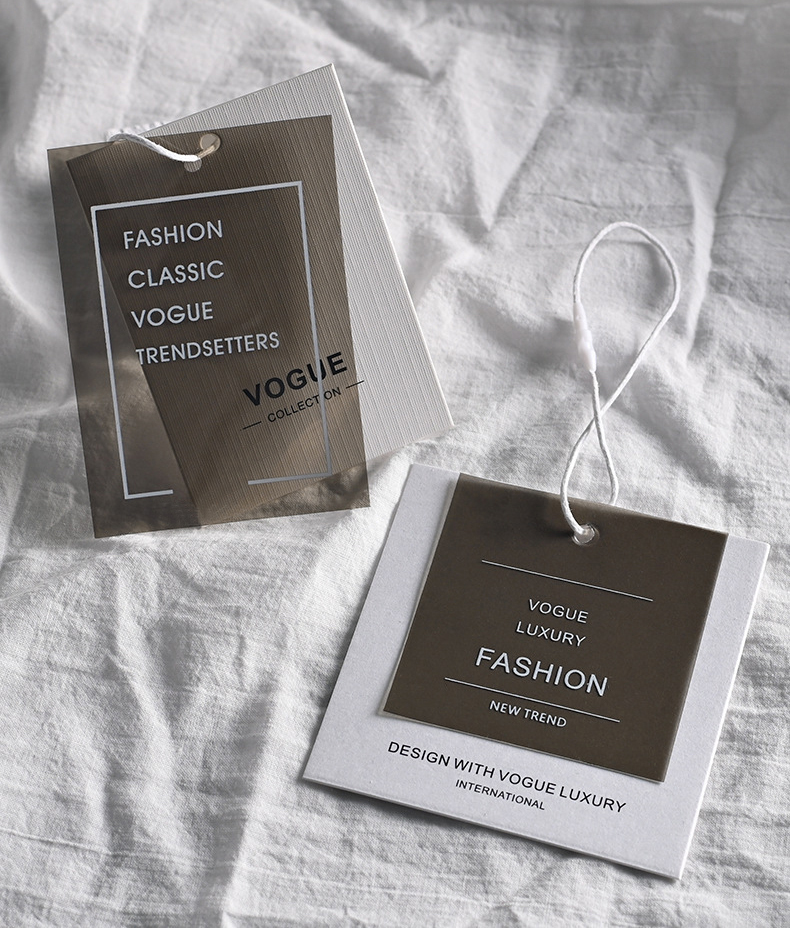 FASHION
CLASSIC
VOGUE
TRENDSETTERS
VOGUE
COLLECTION
VOGUE
LUXURY
FASHION
NEW TREND
DESIGN WITH VOGUE LUXURY
INTERNATIONAL